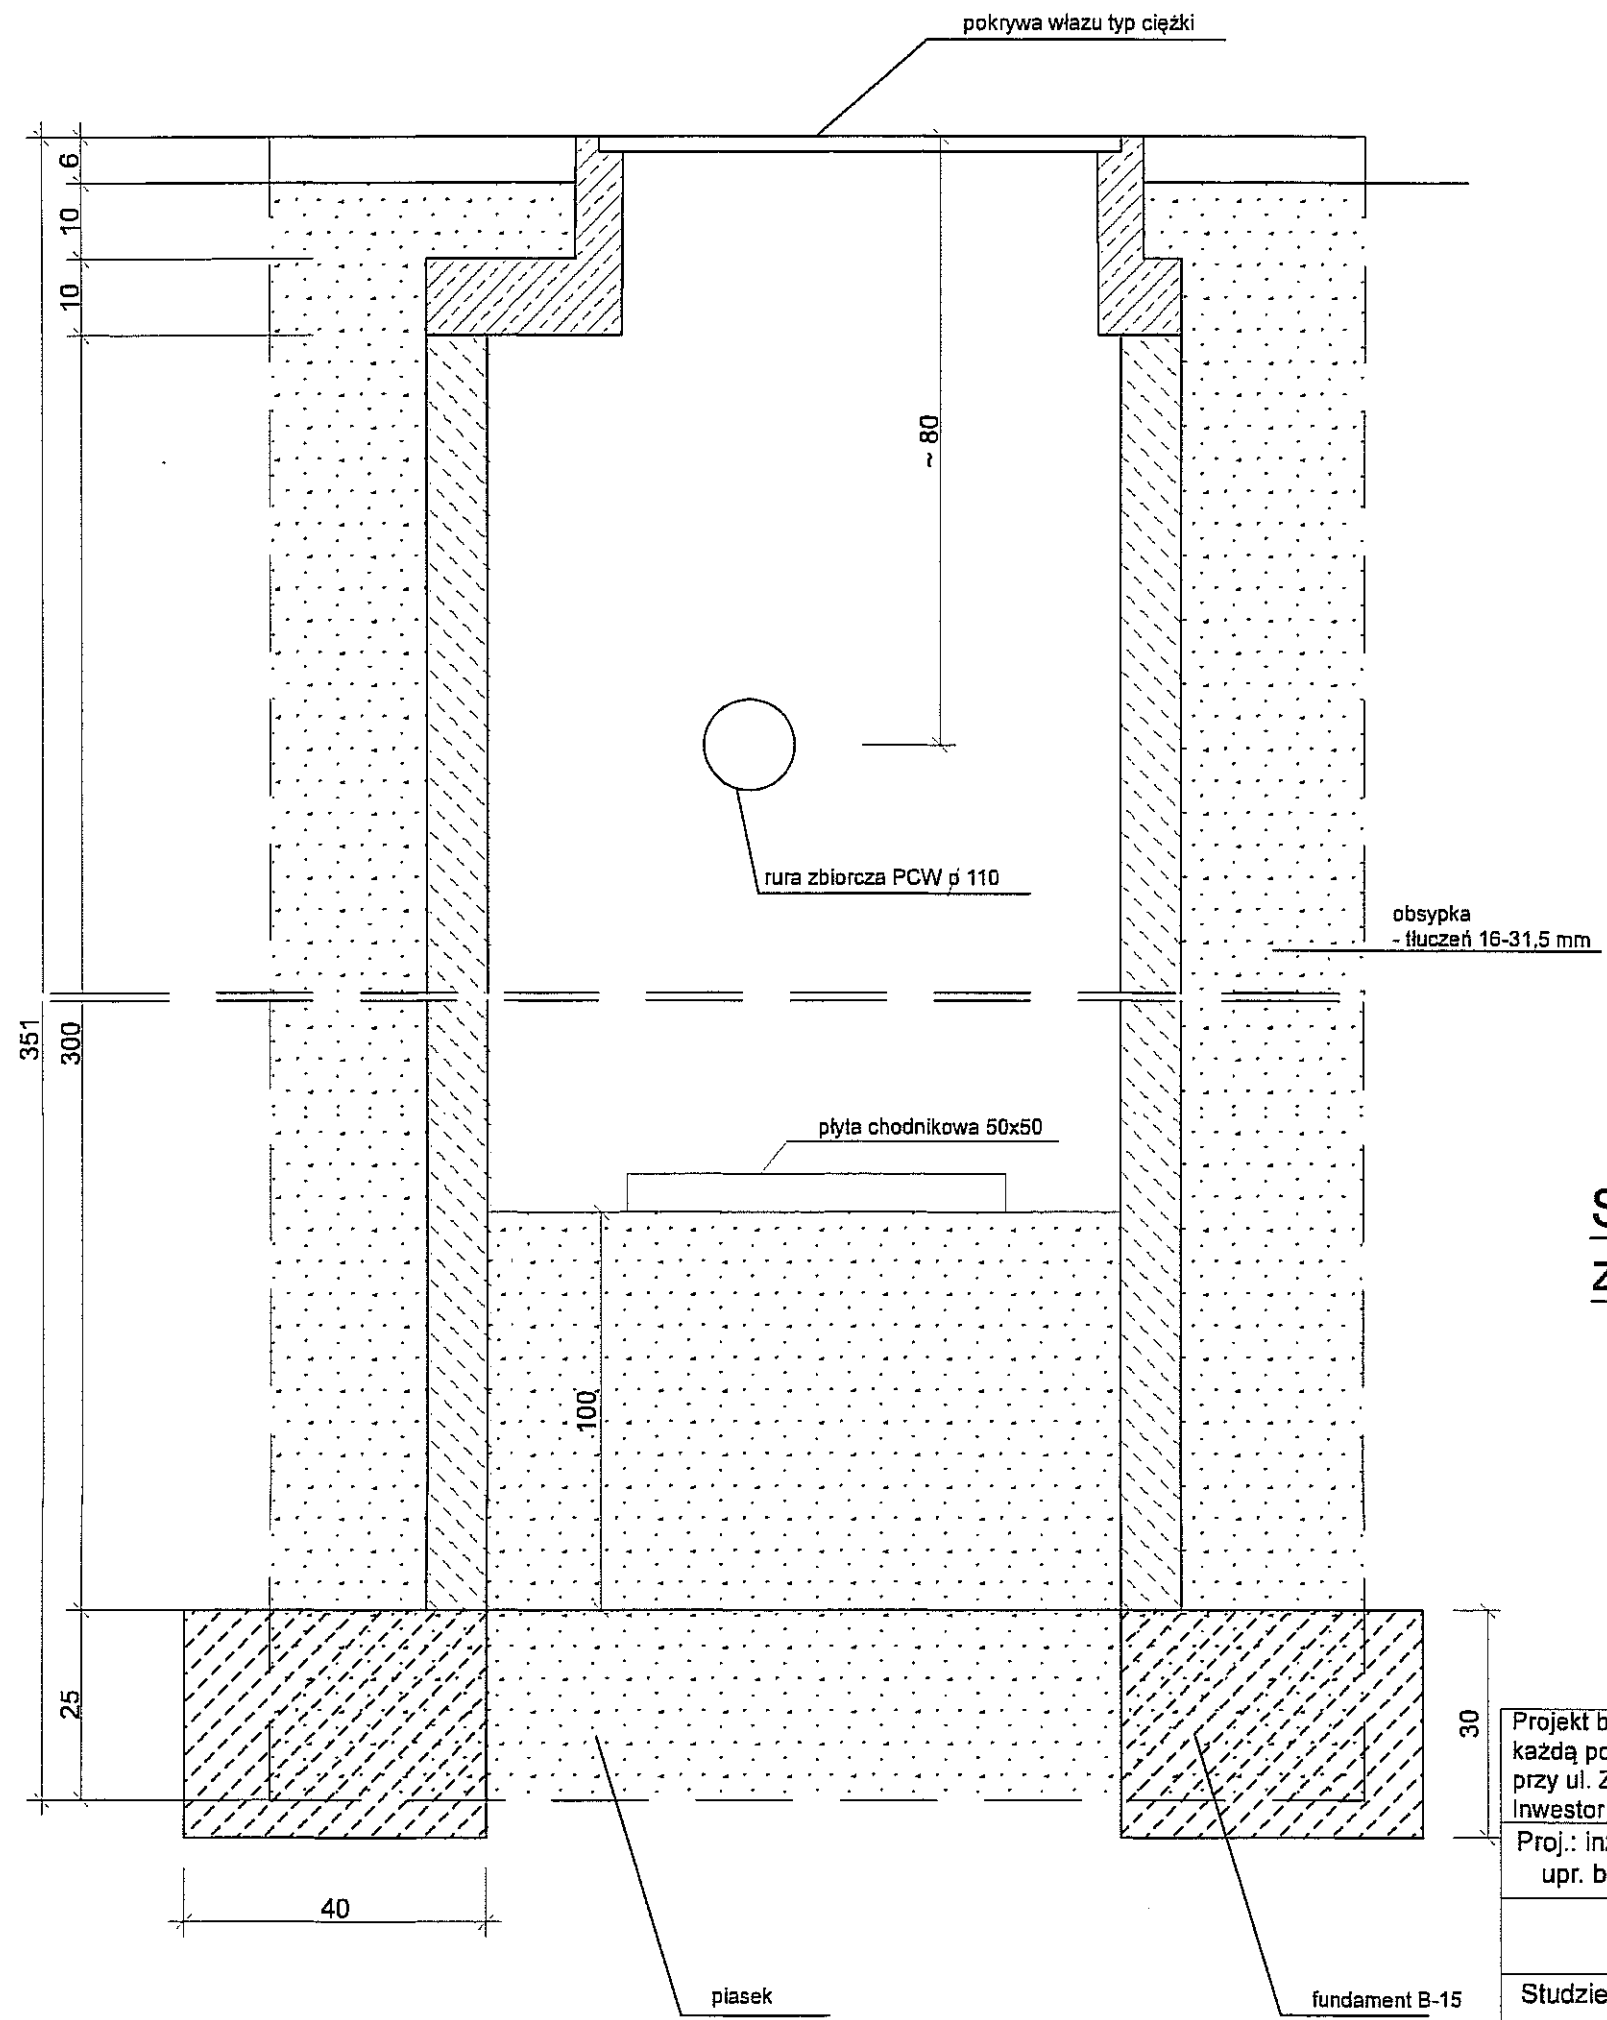 pokrywa włazu typ ciężki
6
10
10
~ 80
rura zbiorcza PCW ø 110
obsypka
- tłuczeń 16-31,5 mm
351
300
płyta chodnikowa 50x50
100
25
30
40
piasek
fundament B-15
Projekt b
każdą po
przy ul. Z
Inwestor
Proj.: inż
upr. b
Studzie